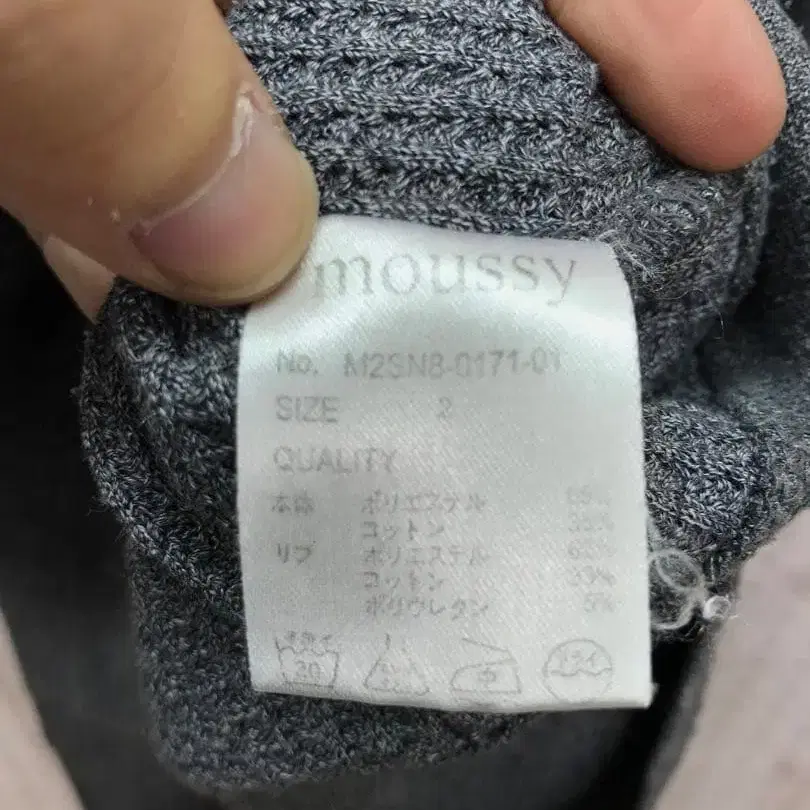 moussy
No. M2SN8-0171-01
SIZE 2
QUALITY
本体 ポリエステル 65%
コットン 35%
リブ ポリエステル
コットン 33%
ポリウレタン 5%
30